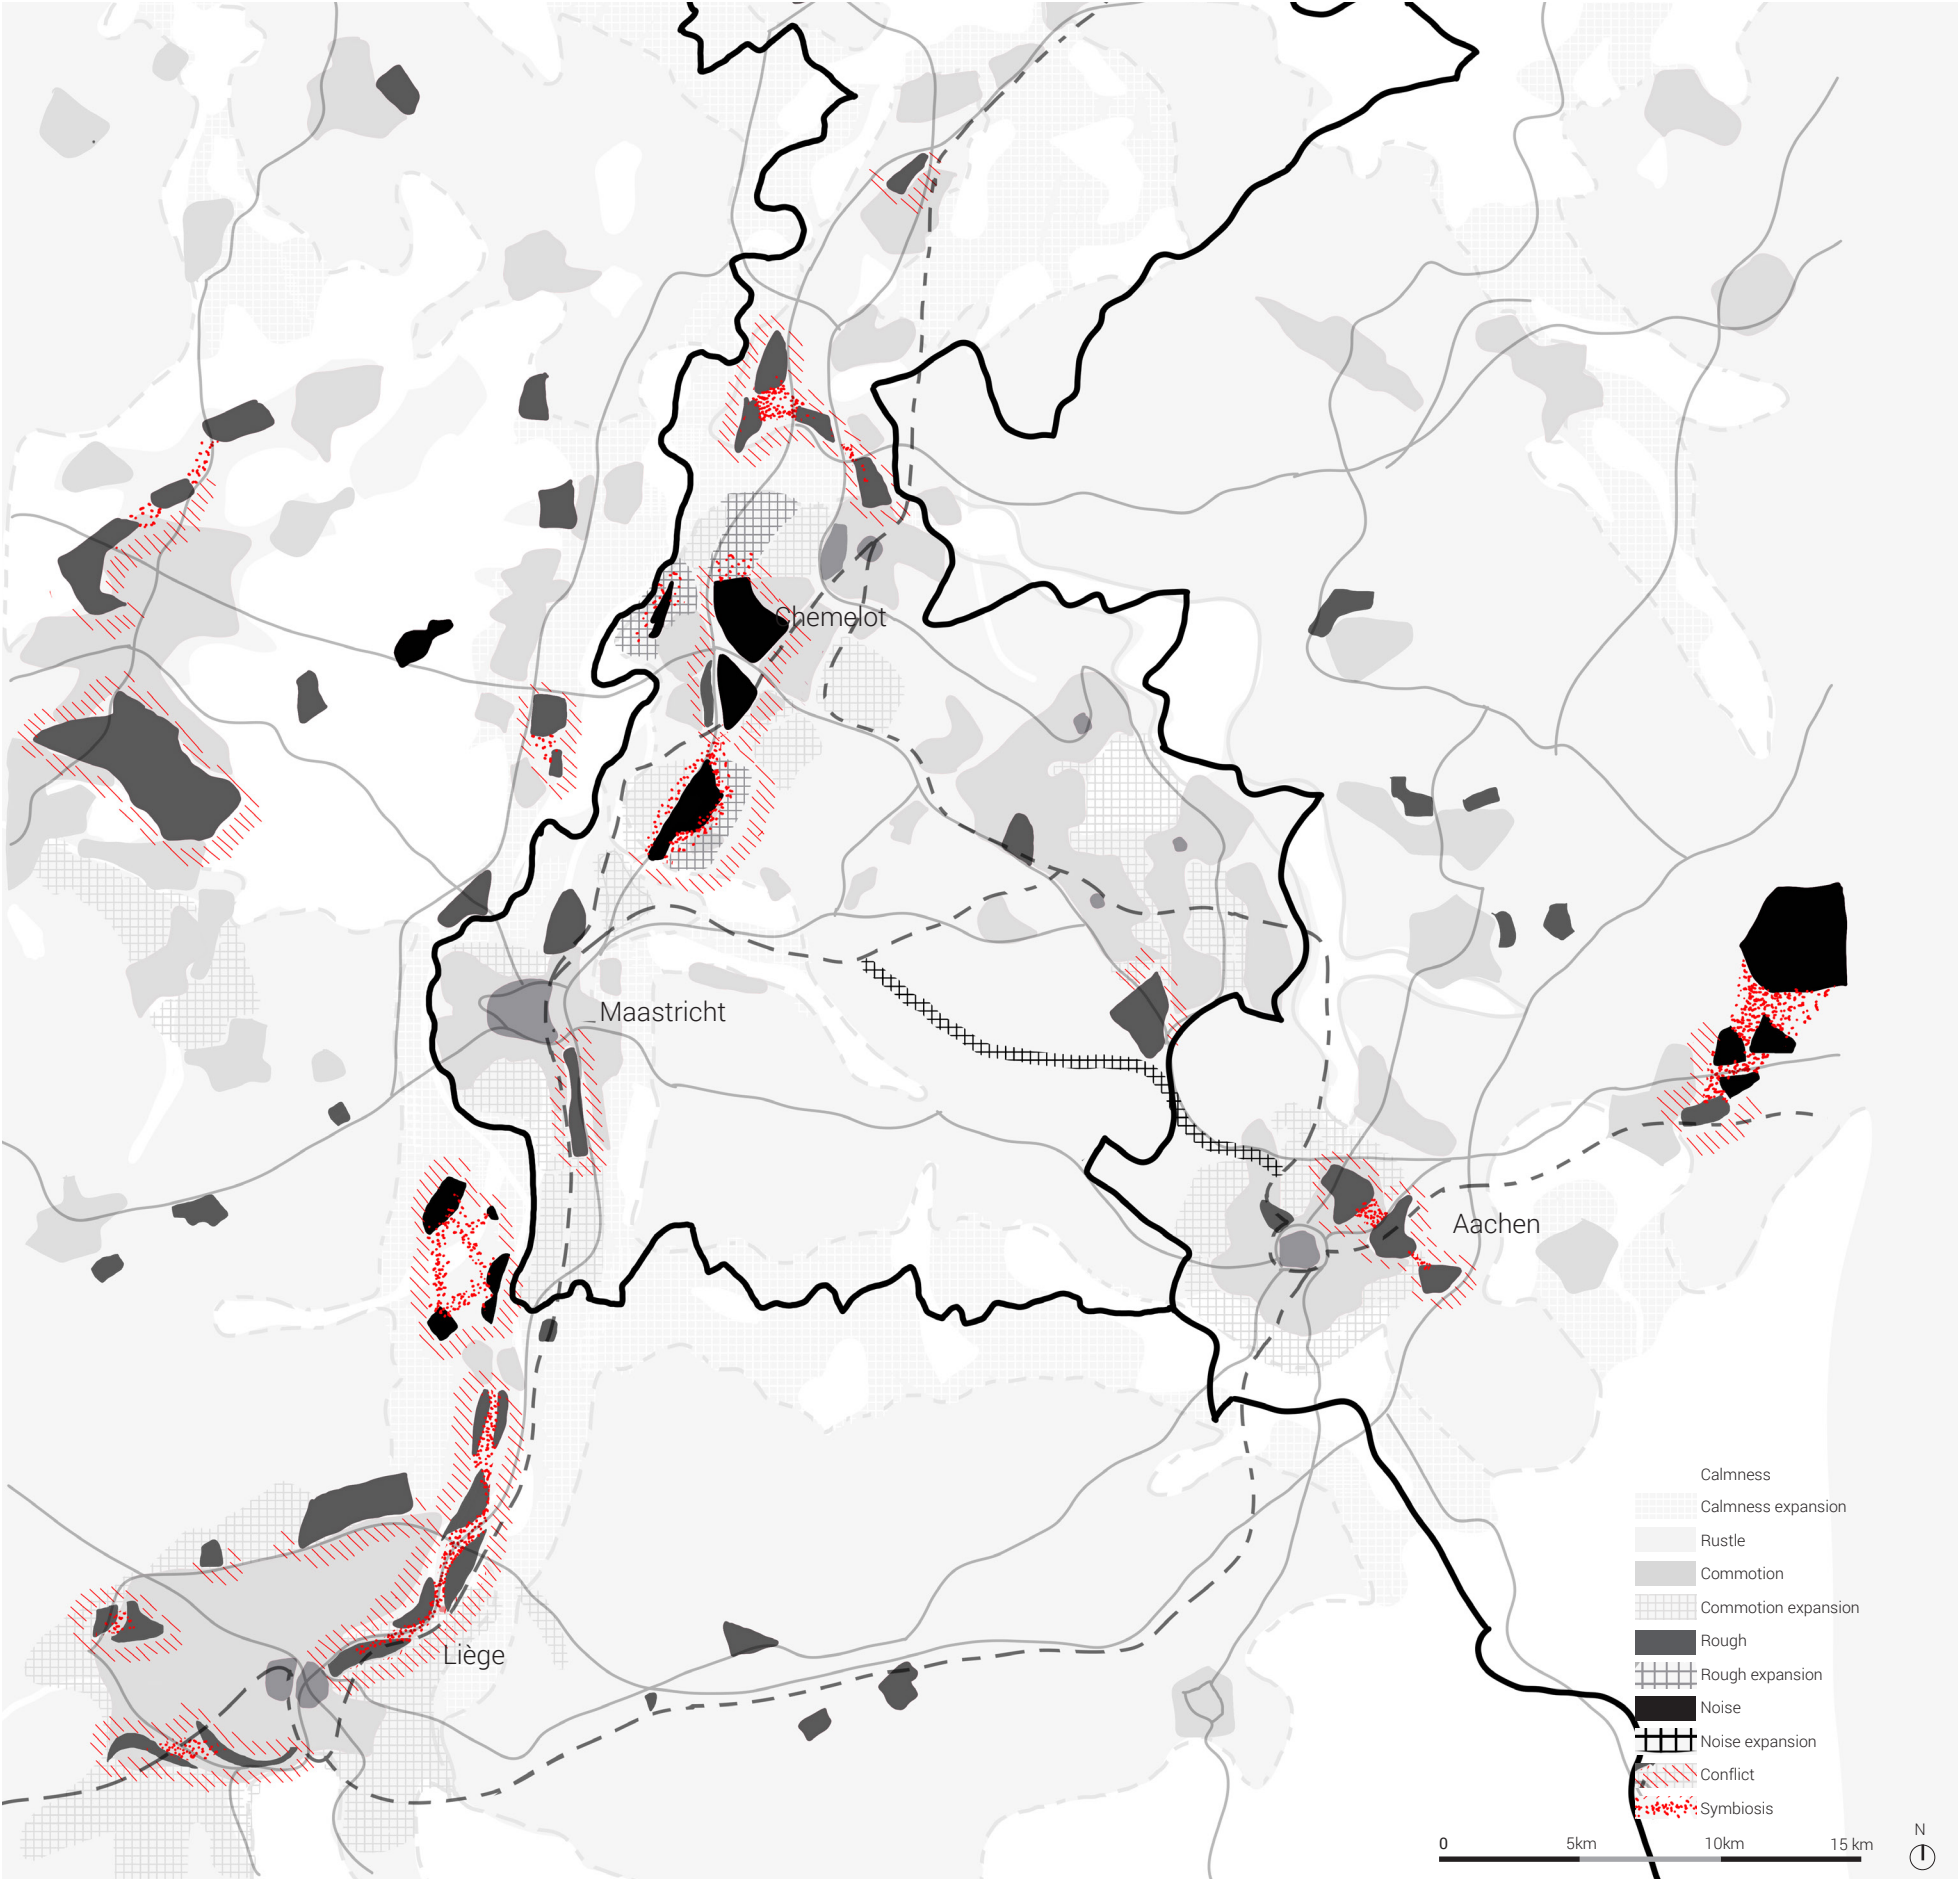 Chemelot
Maastricht
Aachen
Liège
Calmness
Calmness expansion
Rustle
Commotion
Commotion expansion
Rough
Rough expansion
Noise
Noise expansion
Conflict
Symbiosis
0 5km 10km 15 km
N